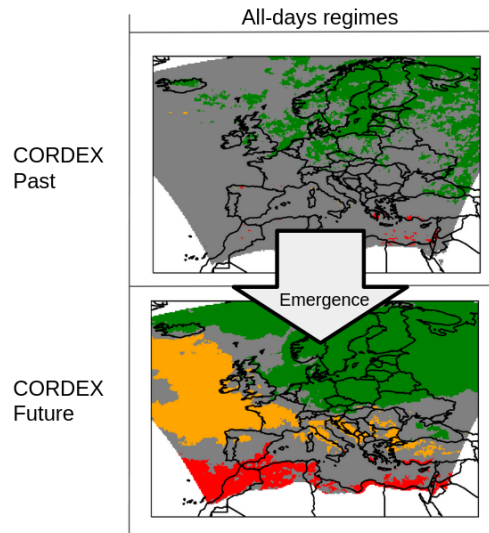 All-days regimes
CORDEX
Past
Emergence
CORDEX
Future